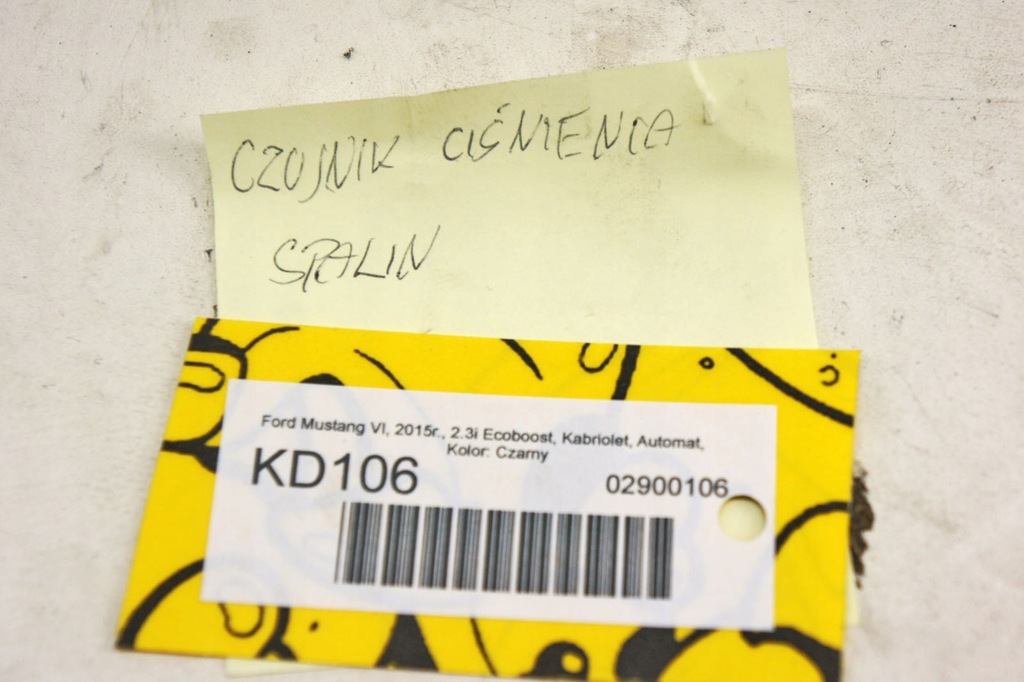 CZUJNIK CIŚNIENIA
SPALIN
Ford Mustang VI, 2015r., 2.3i Ecoboost, Kabriolet, Automat,
Kolor: Czarny
KD106
02900106